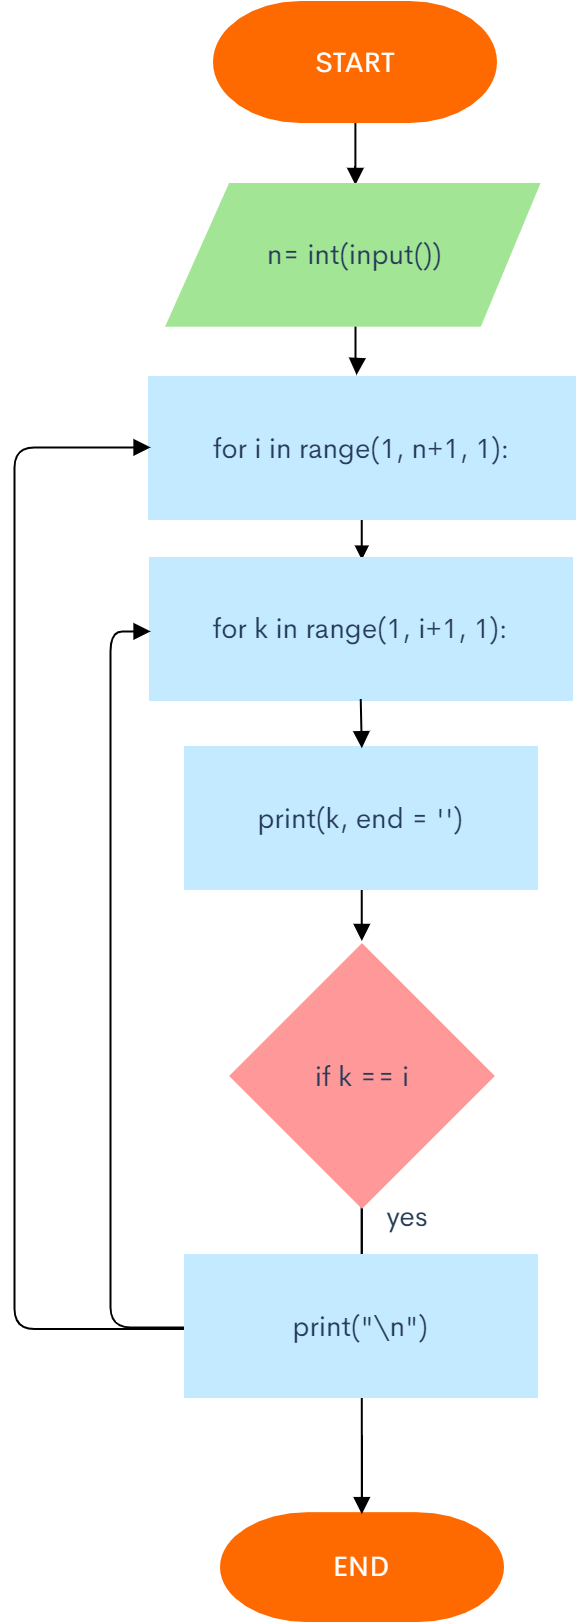 START
n= int(input())
for i in range(1, n+1, 1):
for k in range(1, i+1, 1):
print(k, end = '')
if k == i
yes
print("\n")
END